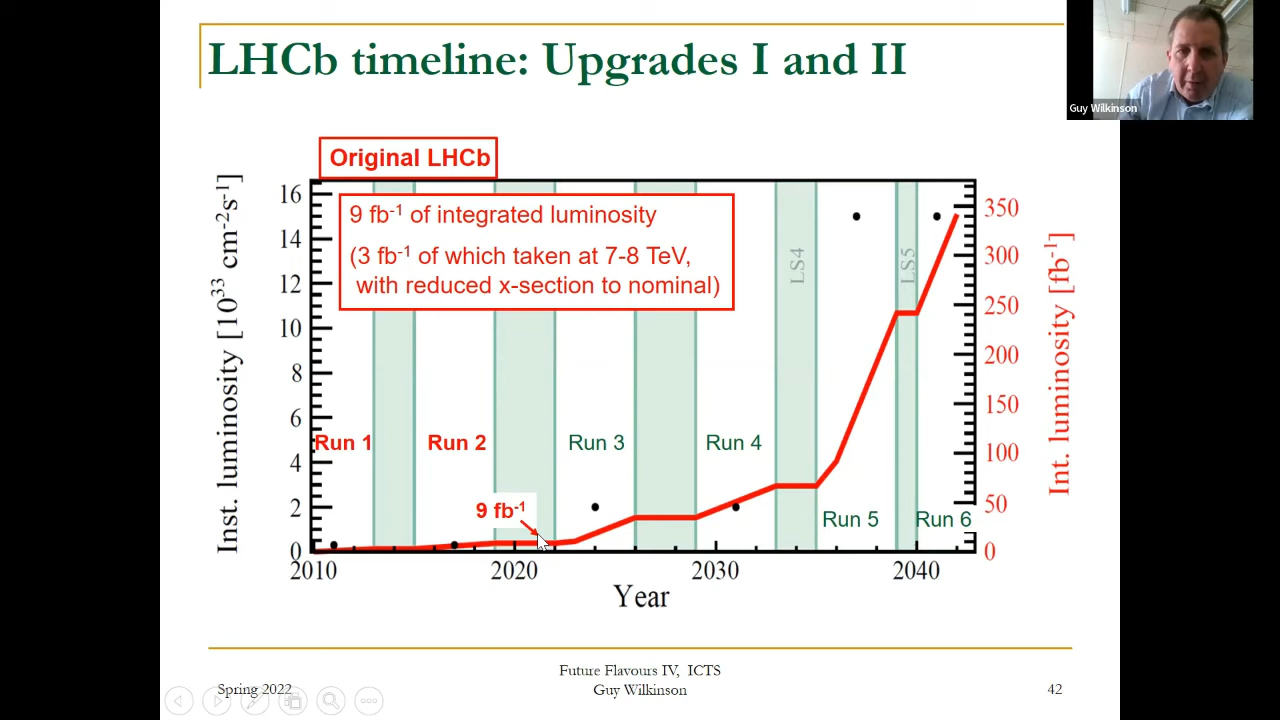 LHCb timeline: Upgrades I and II
Guy Wilkinson
Original LHCb
9 fb⁻¹ of integrated luminosity
(3 fb⁻¹ of which taken at 7-8 TeV,
with reduced x-section to nominal)
Inst. luminosity [10³³ cm⁻²s⁻¹]
16
14
12
10
8
6
4
2
0
LS4
LS5
Run 1
Run 2
Run 3
Run 4
Run 5
Run 6
9 fb⁻¹
350
300
250
200
150
100
50
0
Int. luminosity [fb⁻¹]
2010 2020 2030 2040
Year
Spring 2022
Future Flavours IV, ICTS
Guy Wilkinson
42